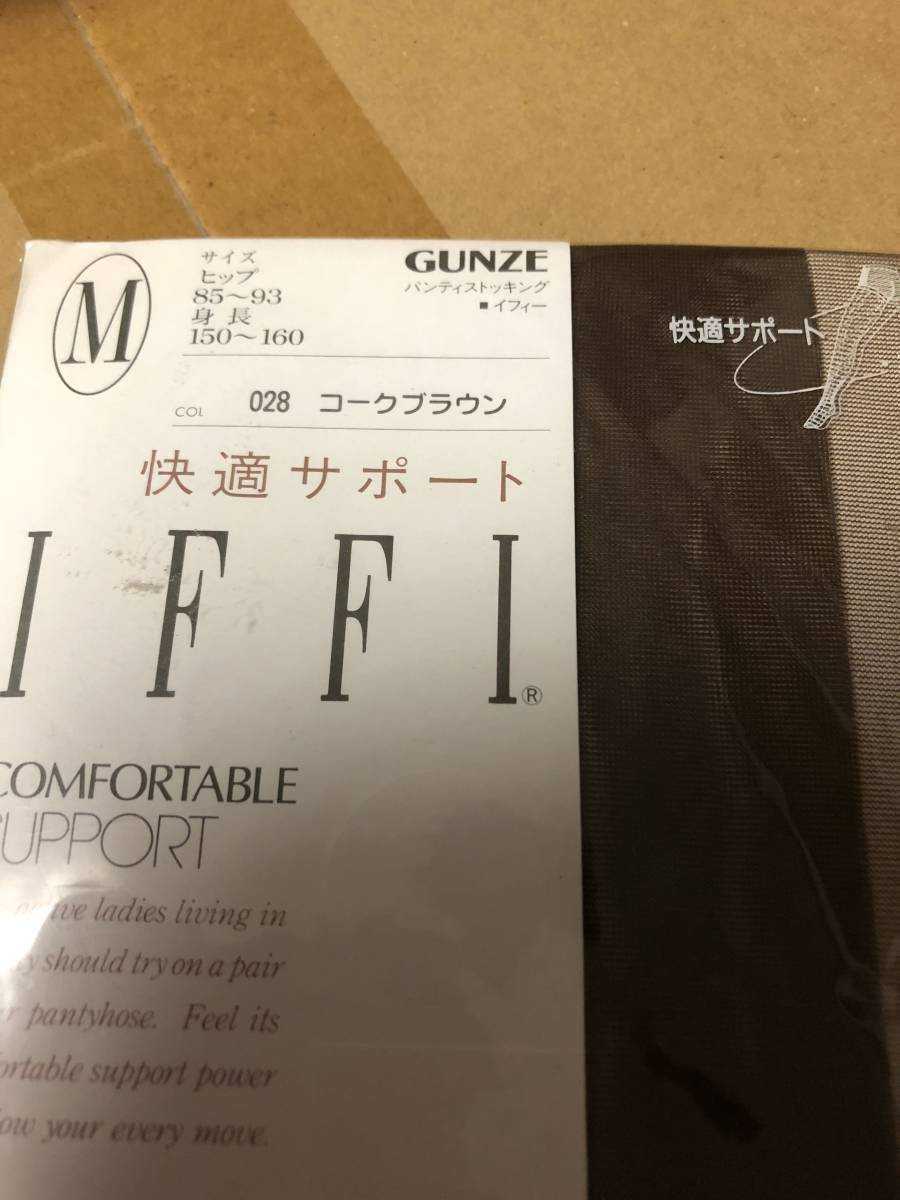 M
サイズ
ヒップ
85〜93
身長
150〜160
GUNZE
パンティストッキング
■イフィー
COL 028 コークブラウン
快適サポート
IFFI®
COMFORTABLE
SUPPORT
ladies living in
should try on a pair
pantyhose. Feel its
support power
your every move.
快適サポート